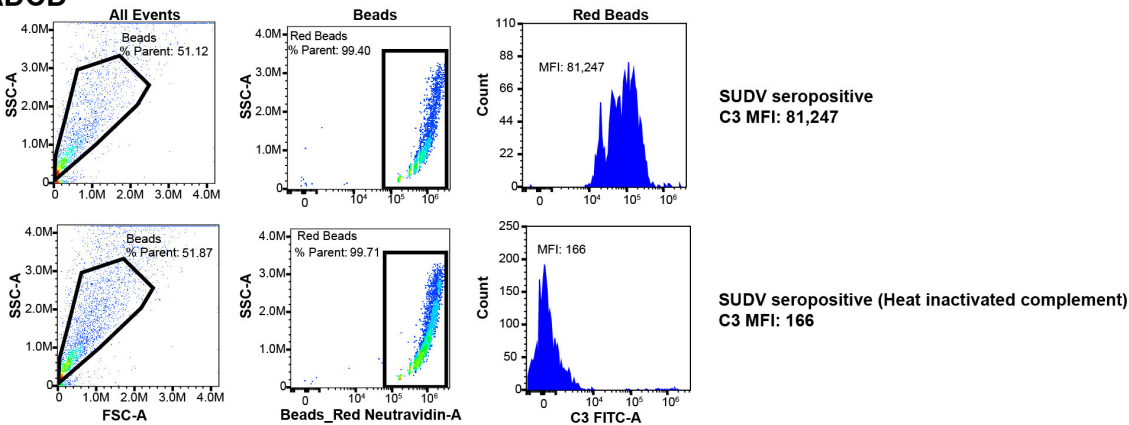 All Events
Beads
Red Beads
4.0M
3.0M
2.0M
1.0M
0
SSC-A
Beads
% Parent: 51.12
0 1.0M 2.0M 3.0M 4.0M
4.0M
3.0M
2.0M
1.0M
0
SSC-A
Red Beads
% Parent: 99.40
0 10⁴ 10⁵ 10⁶
110
88
66
44
22
0
Count
MFI: 81,247
0 10⁴ 10⁵ 10⁶
SUDV seropositive
C3 MFI: 81,247
4.0M
3.0M
2.0M
1.0M
0
SSC-A
Beads
% Parent: 51.87
0 1.0M 2.0M 3.0M 4.0M
FSC-A
4.0M
3.0M
2.0M
1.0M
0
SSC-A
Red Beads
% Parent: 99.71
0 10⁴ 10⁵ 10⁶
Beads_Red Neutravidin-A
250
200
150
100
50
0
Count
MFI: 166
0 10⁴ 10⁵ 10⁶
C3 FITC-A
SUDV seropositive (Heat inactivated complement)
C3 MFI: 166